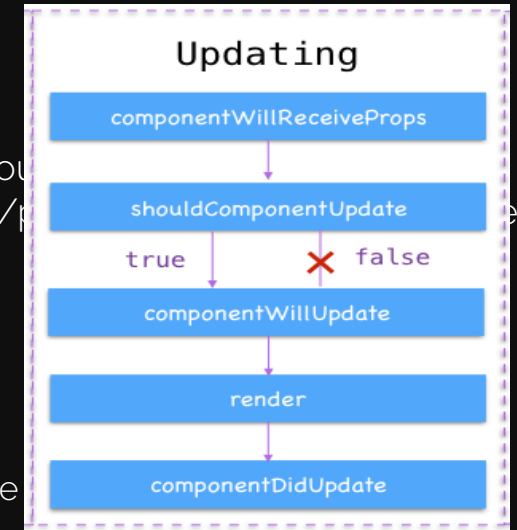 Updating
componentWillReceiveProps
shouldComponentUpdate
true false
componentWillUpdate
render
componentDidUpdate